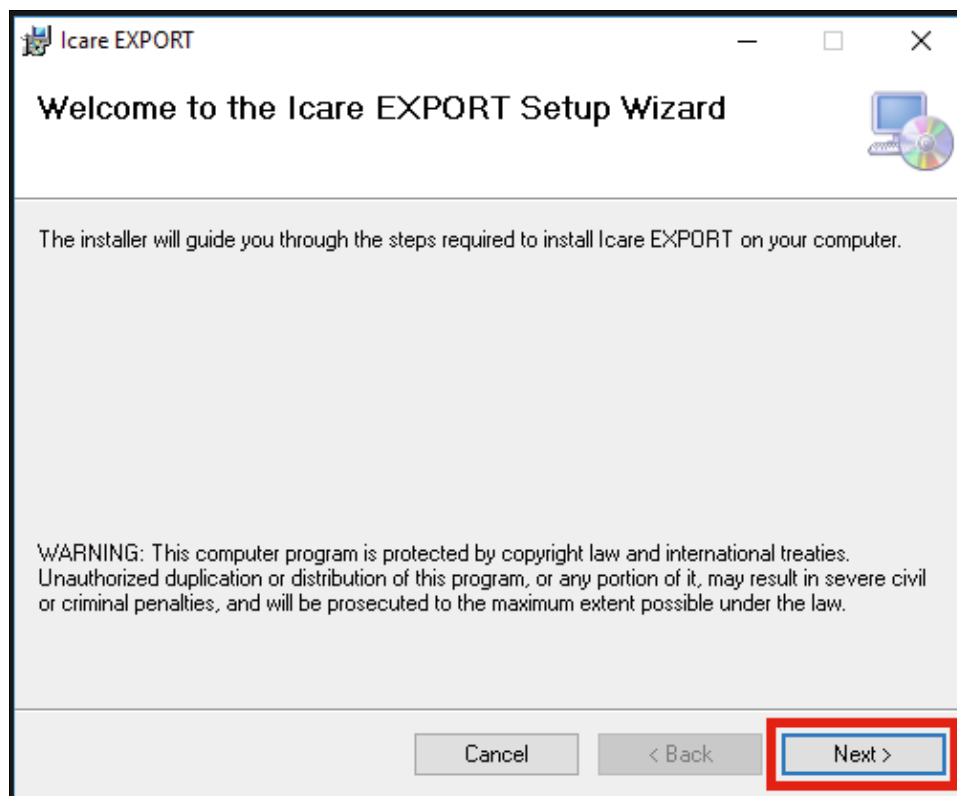 Icare EXPORT
Welcome to the Icare EXPORT Setup Wizard
The installer will guide you through the steps required to install Icare EXPORT on your computer.
WARNING: This computer program is protected by copyright law and international treaties.
Unauthorized duplication or distribution of this program, or any portion of it, may result in severe civil
or criminal penalties, and will be prosecuted to the maximum extent possible under the law.
Cancel < Back Next >